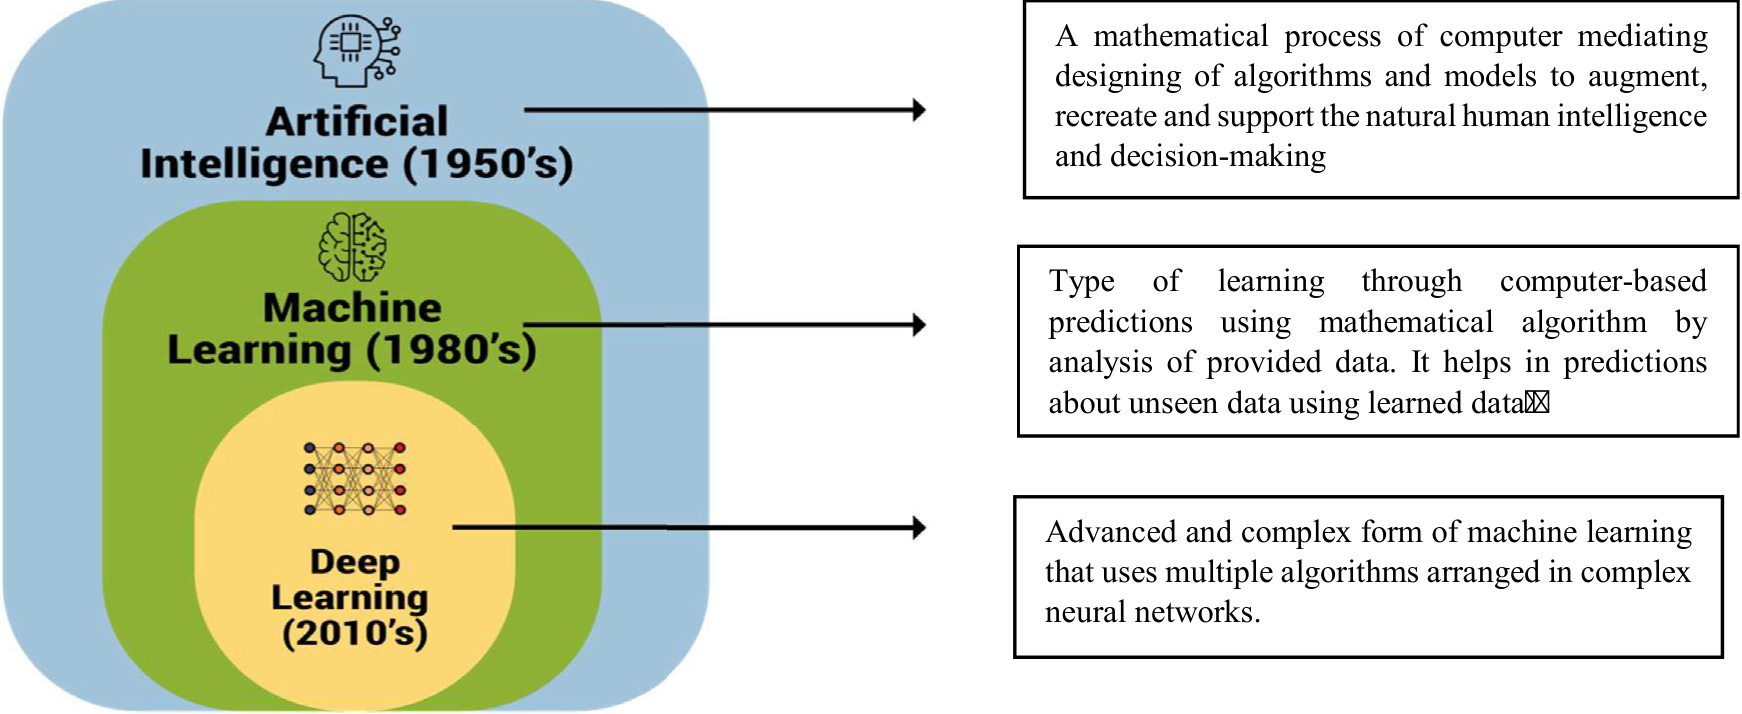 Artificial
Intelligence (1950's)
Machine
Learning (1980's)
Deep
Learning
(2010's)
A mathematical process of computer mediating
designing of algorithms and models to augment,
recreate and support the natural human intelligence
and decision-making
Type of learning through computer-based
predictions using mathematical algorithm by
analysis of provided data. It helps in predictions
about unseen data using learned data
Advanced and complex form of machine learning
that uses multiple algorithms arranged in complex
neural networks.